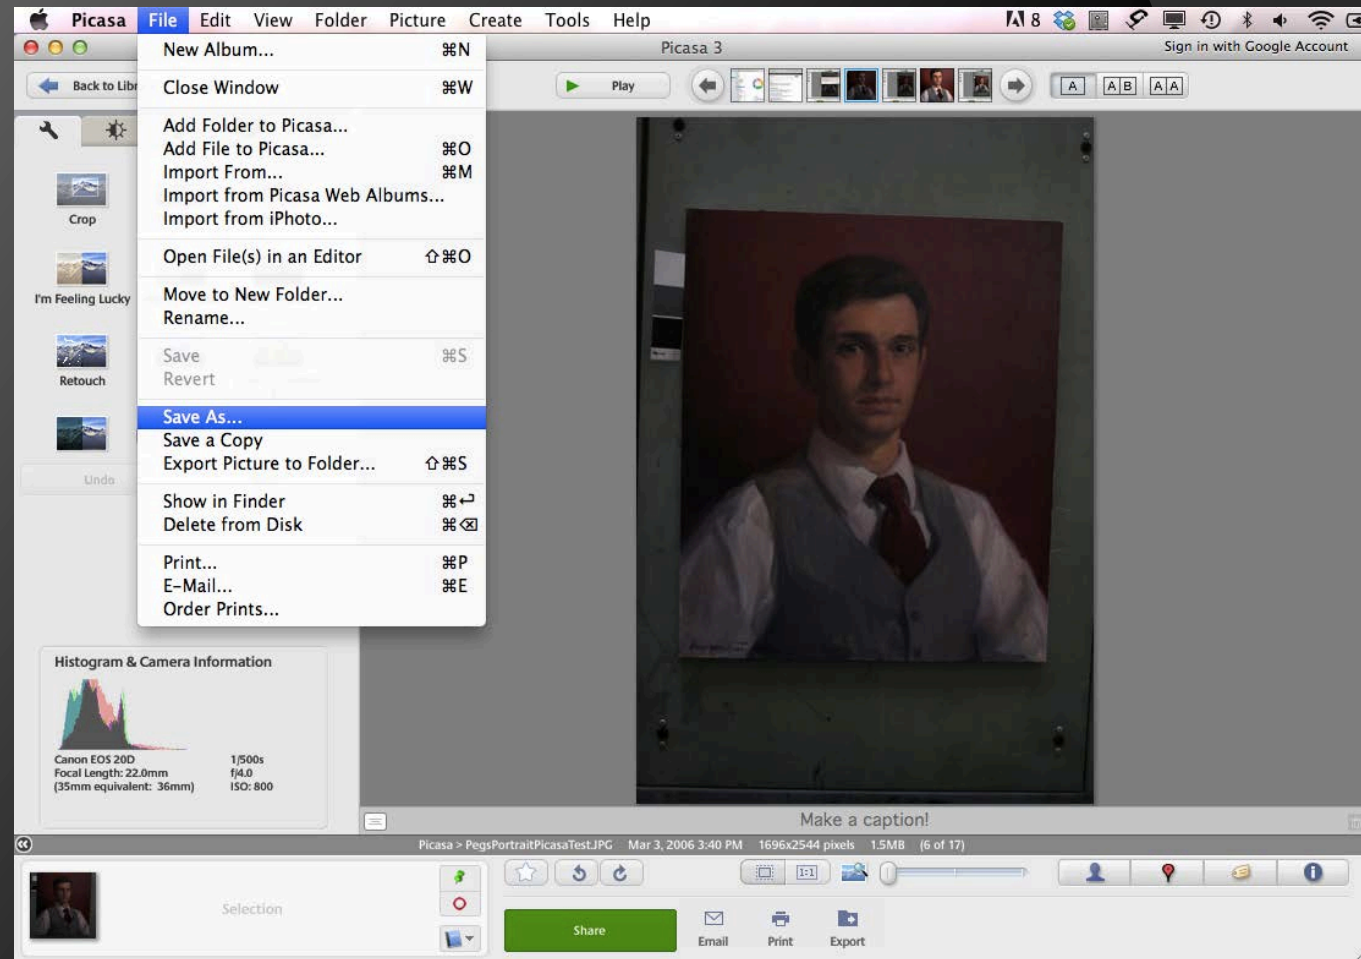 Picasa File Edit View Folder Picture Create Tools Help 8
Picasa 3 Sign in with Google Account
Back to Libr
Play
A A B A A
New Album... ⌘N
Close Window ⌘W
Add Folder to Picasa...
Add File to Picasa... ⌘O
Import From... ⌘M
Import from Picasa Web Albums...
Import from iPhoto...
Open File(s) in an Editor ⇧⌘O
Move to New Folder...
Rename...
Save ⌘S
Revert
Save As...
Save a Copy
Export Picture to Folder... ⇧⌘S
Show in Finder ⌘↩
Delete from Disk ⌘⌫
Print... ⌘P
E-Mail... ⌘E
Order Prints...
Crop
I'm Feeling Lucky
Retouch
Undo
Histogram & Camera Information
Canon EOS 20D 1/500s
Focal Length: 22.0mm f/4.0
(35mm equivalent: 36mm) ISO: 800
Make a caption!
Picasa > PegsPortraitPicasaTest.JPG Mar 3, 2006 3:40 PM 1696x2544 pixels 1.5MB (6 of 17)
1:1
Selection
Share
Email
Print
Export